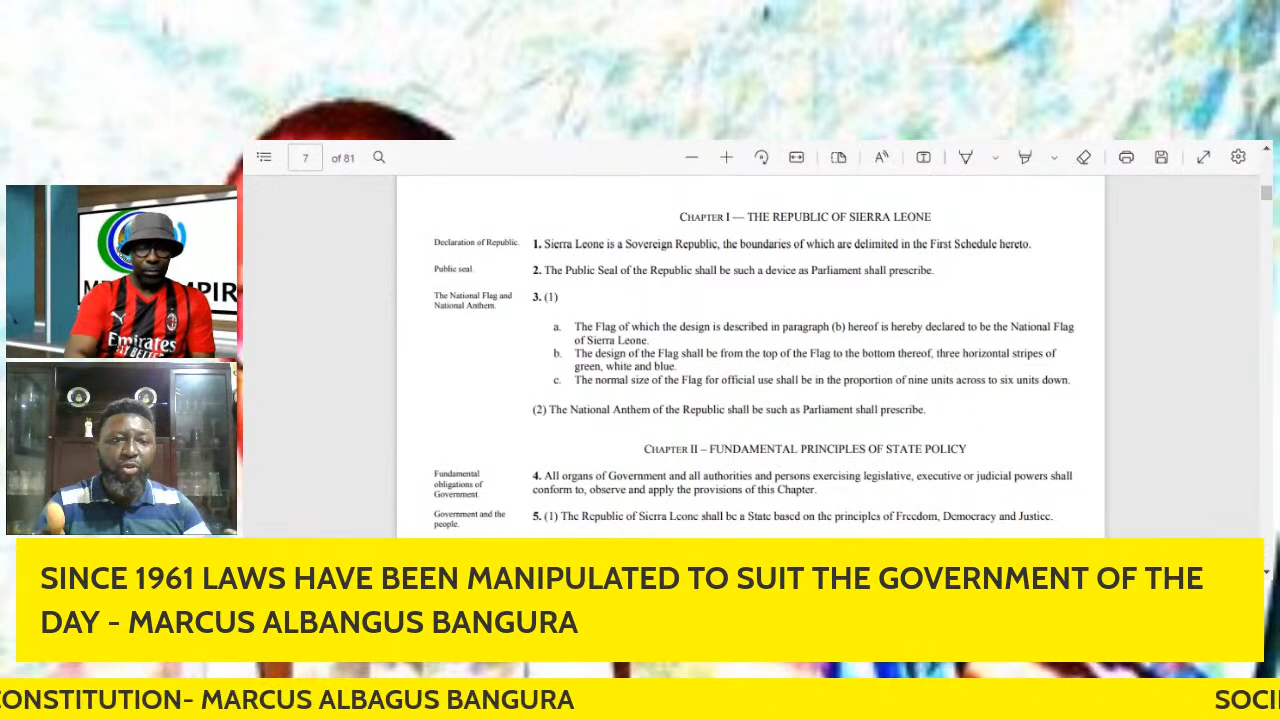 7 of 81
CHAPTER I — THE REPUBLIC OF SIERRA LEONE
Declaration of Republic.
1. Sierra Leone is a Sovereign Republic, the boundaries of which are delimited in the First Schedule hereto.
Public seal.
2. The Public Seal of the Republic shall be such a device as Parliament shall prescribe.
The National Flag and
National Anthem.
3. (1)
a. The Flag of which the design is described in paragraph (b) hereof is hereby declared to be the National Flag
of Sierra Leone.
b. The design of the Flag shall be from the top of the Flag to the bottom thereof, three horizontal stripes of
green, white and blue.
c. The normal size of the Flag for official use shall be in the proportion of nine units across to six units down.
(2) The National Anthem of the Republic shall be such as Parliament shall prescribe.
CHAPTER II – FUNDAMENTAL PRINCIPLES OF STATE POLICY
Fundamental
obligations of
Government.
4. All organs of Government and all authorities and persons exercising legislative, executive or judicial powers shall
conform to, observe and apply the provisions of this Chapter.
Government and the
people.
5. (1) The Republic of Sierra Leone shall be a State based on the principles of Freedom, Democracy and Justice.
Emirates
SINCE 1961 LAWS HAVE BEEN MANIPULATED TO SUIT THE GOVERNMENT OF THE
DAY - MARCUS ALBANGUS BANGURA
CONSTITUTION- MARCUS ALBAGUS BANGURA
SOCI